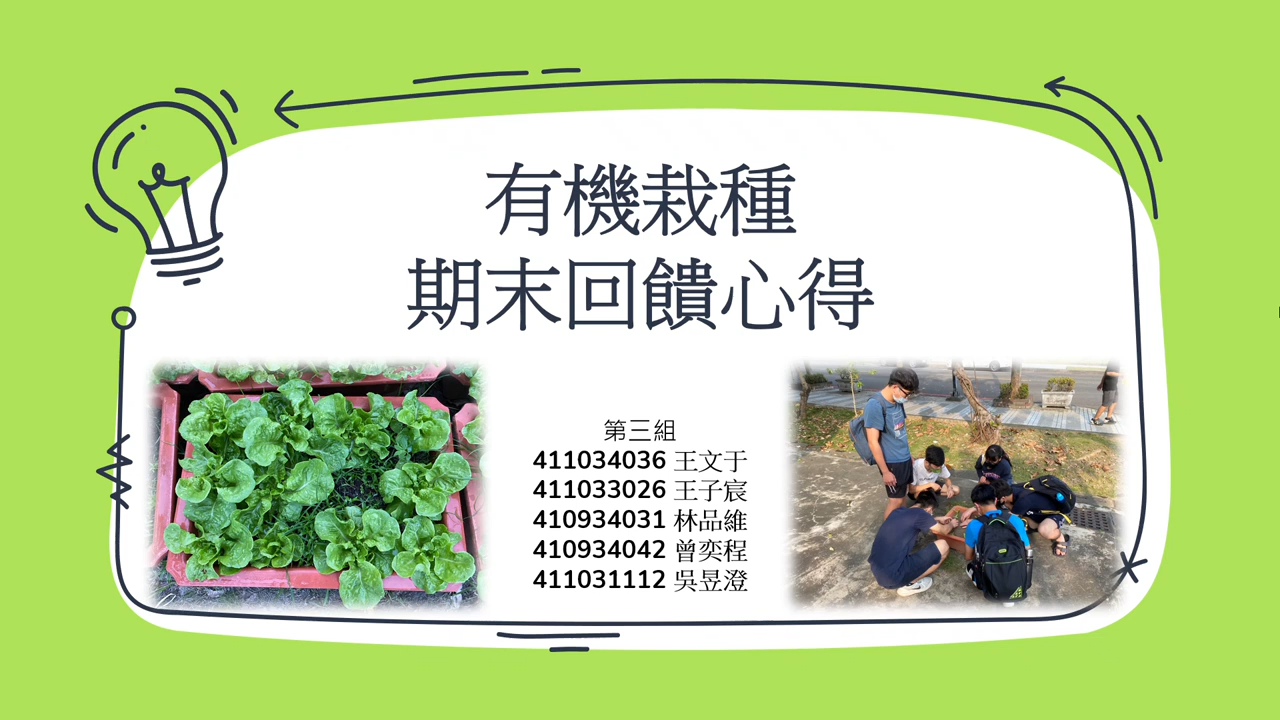 有機栽種
期末回饋心得
第三組
411034036 王文于
411033026 王子宸
410934031 林品維
410934042 曾奕程
411031112 吳昱澄